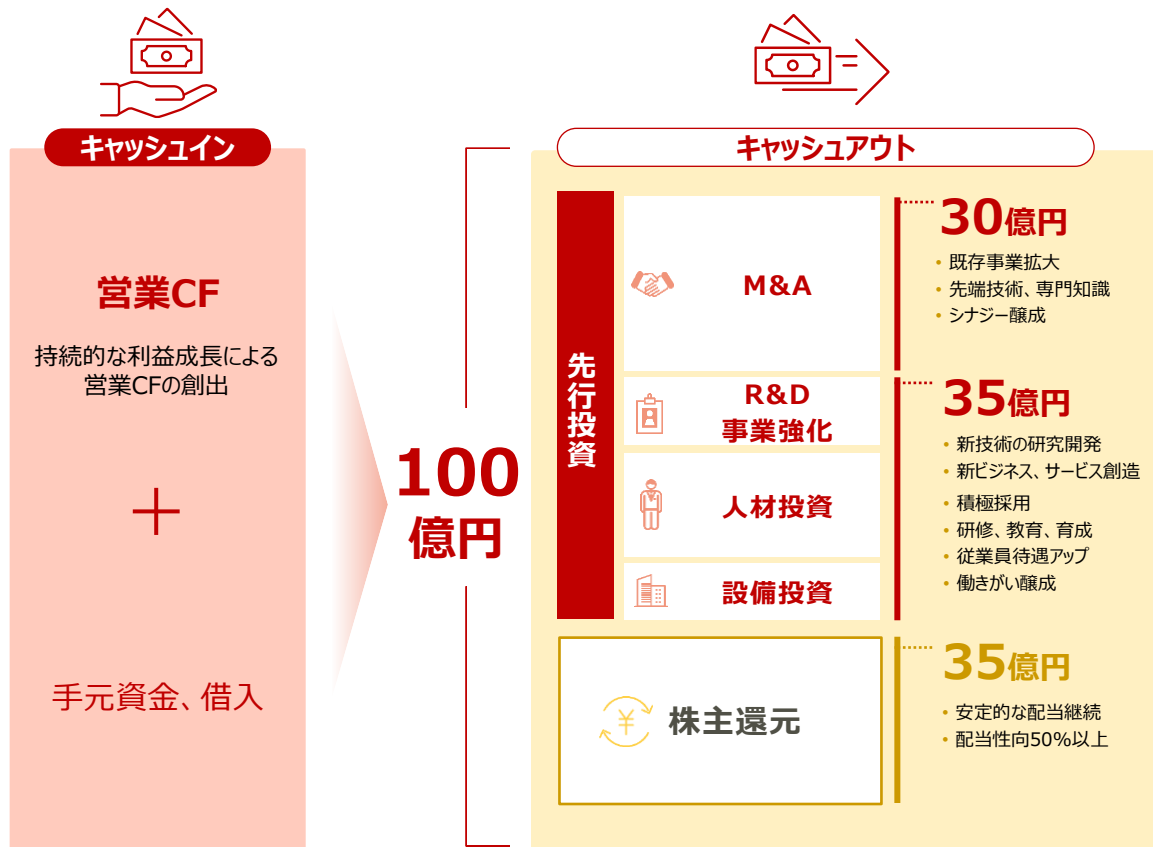 キャッシュイン
営業CF
持続的な利益成長による
営業CFの創出
＋
手元資金、借入
100
億円
キャッシュアウト
先行投資
M&A
30億円
• 既存事業拡大
• 先端技術、専門知識
• シナジー醸成
R&D
事業強化
人材投資
設備投資
35億円
• 新技術の研究開発
• 新ビジネス、サービス創造
• 積極採用
• 研修、教育、育成
• 従業員待遇アップ
• 働きがい醸成
¥
株主還元
35億円
• 安定的な配当継続
• 配当性向50%以上